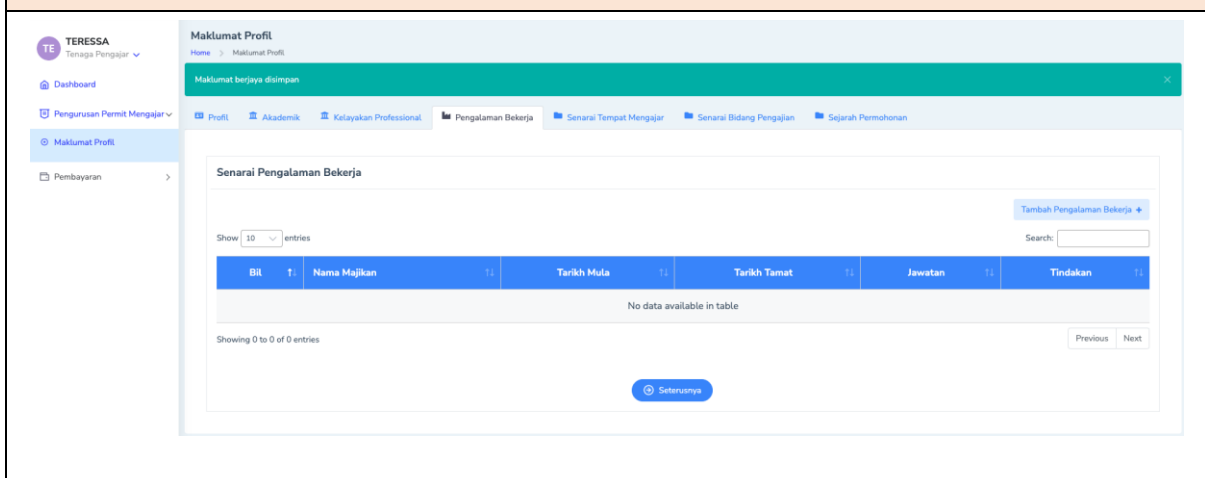 TE
TERESSA
Tenaga Pengajar
Dashboard
Pengurusan Permit Mengajar
Maklumat Profil
Pembayaran
Maklumat Profil
Home > Maklumat Profil
Maklumat berjaya disimpan ×
Profil Akademik Kelayakan Professional Pengalaman Bekerja Senarai Tempat Mengajar Senarai Bidang Pengajian Sejarah Permohonan
Senarai Pengalaman Bekerja
Tambah Pengalaman Bekerja +
Show 10 entries Search:
Bil Nama Majikan Tarikh Mula Tarikh Tamat Jawatan Tindakan
No data available in table
Showing 0 to 0 of 0 entries Previous Next
Seterusnya